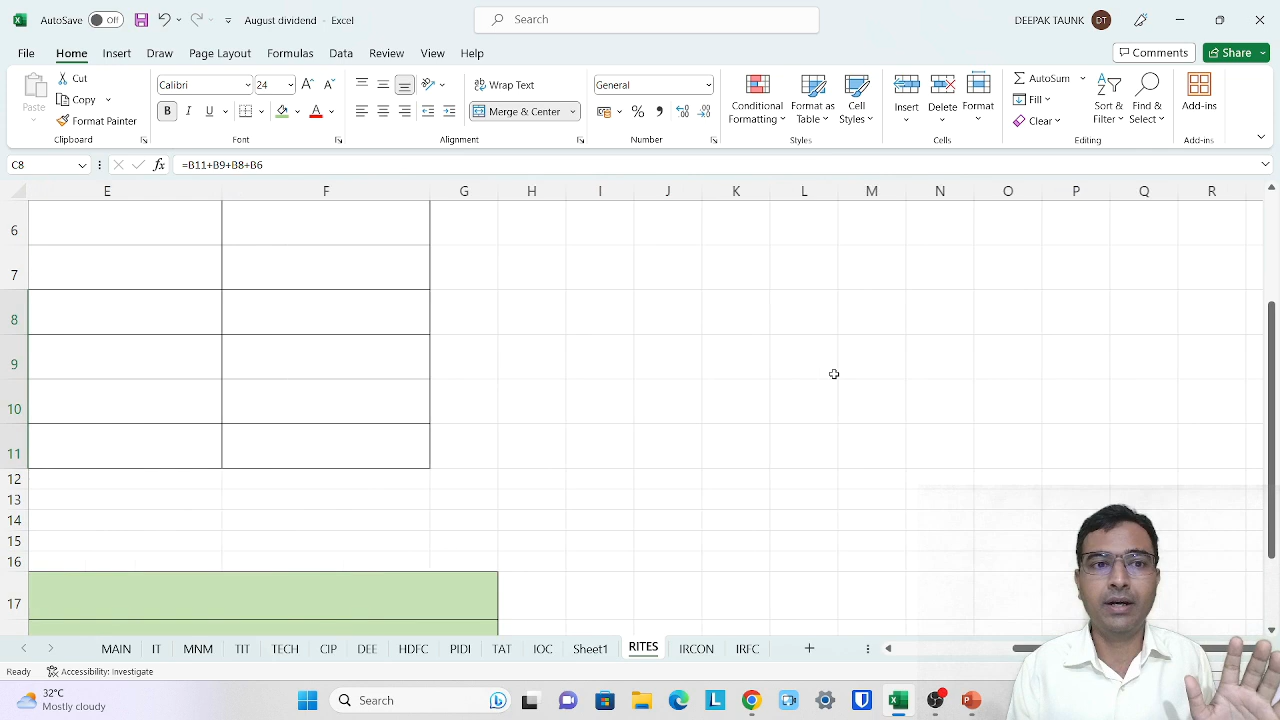 AutoSave Off August dividend - Excel Search DEEPAK TAUNK DT
File Home Insert Draw Page Layout Formulas Data Review View Help Comments Share
Paste Cut Copy Format Painter
Calibri 24 A A
B I U A
ab Wrap Text
Merge & Center
General
% ,
Conditional Formatting
Format as Table
Cell Styles
Insert Delete Format
AutoSum
Fill
Clear
Sort & Filter
Find & Select
Add-ins
Clipboard Font Alignment Number Styles Cells Editing Add-ins
C8 fx =B11+B9+B8+B6
E F G H I J K L M N O P Q R
6
7
8
9
10
11
12
13
14
15
16
17
MAIN IT MNM TIT TECH CIP DEE HDFC PIDI TAT IOC Sheet1 RITES IRCON IRFC
Ready Accessibility: Investigate
32°C
Mostly cloudy
Search